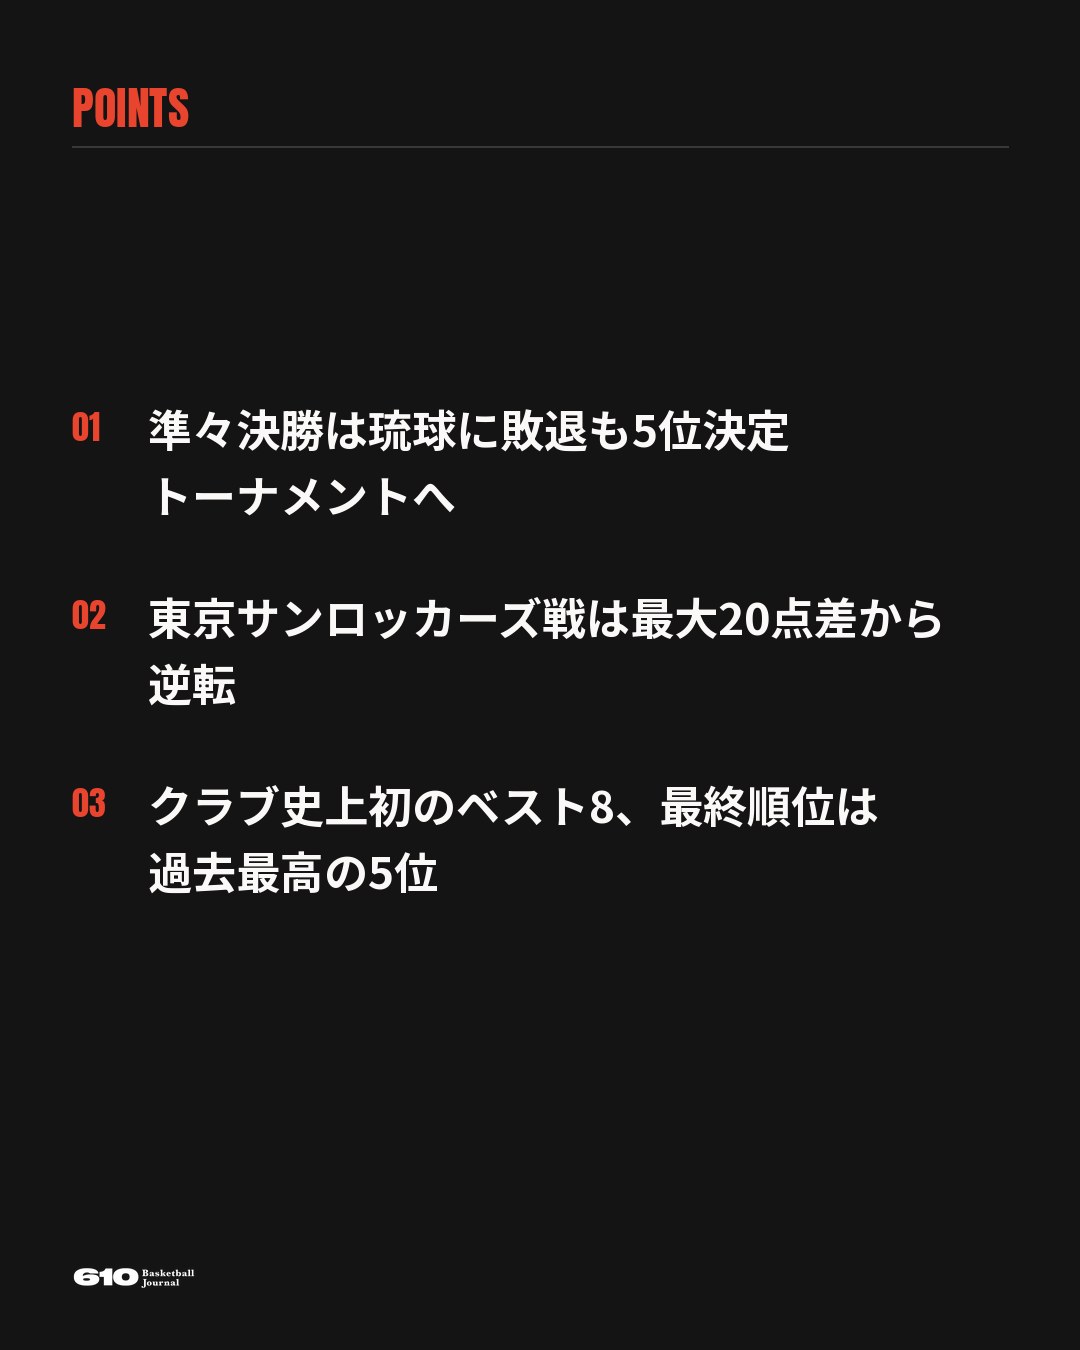 POINTS
01
準々決勝は琉球に敗退も5位決定
トーナメントへ
02
東京サンロッカーズ戦は最大20点差から
逆転
03
クラブ史上初のベスト8、最終順位は
過去最高の5位
610 Basketball
Journal